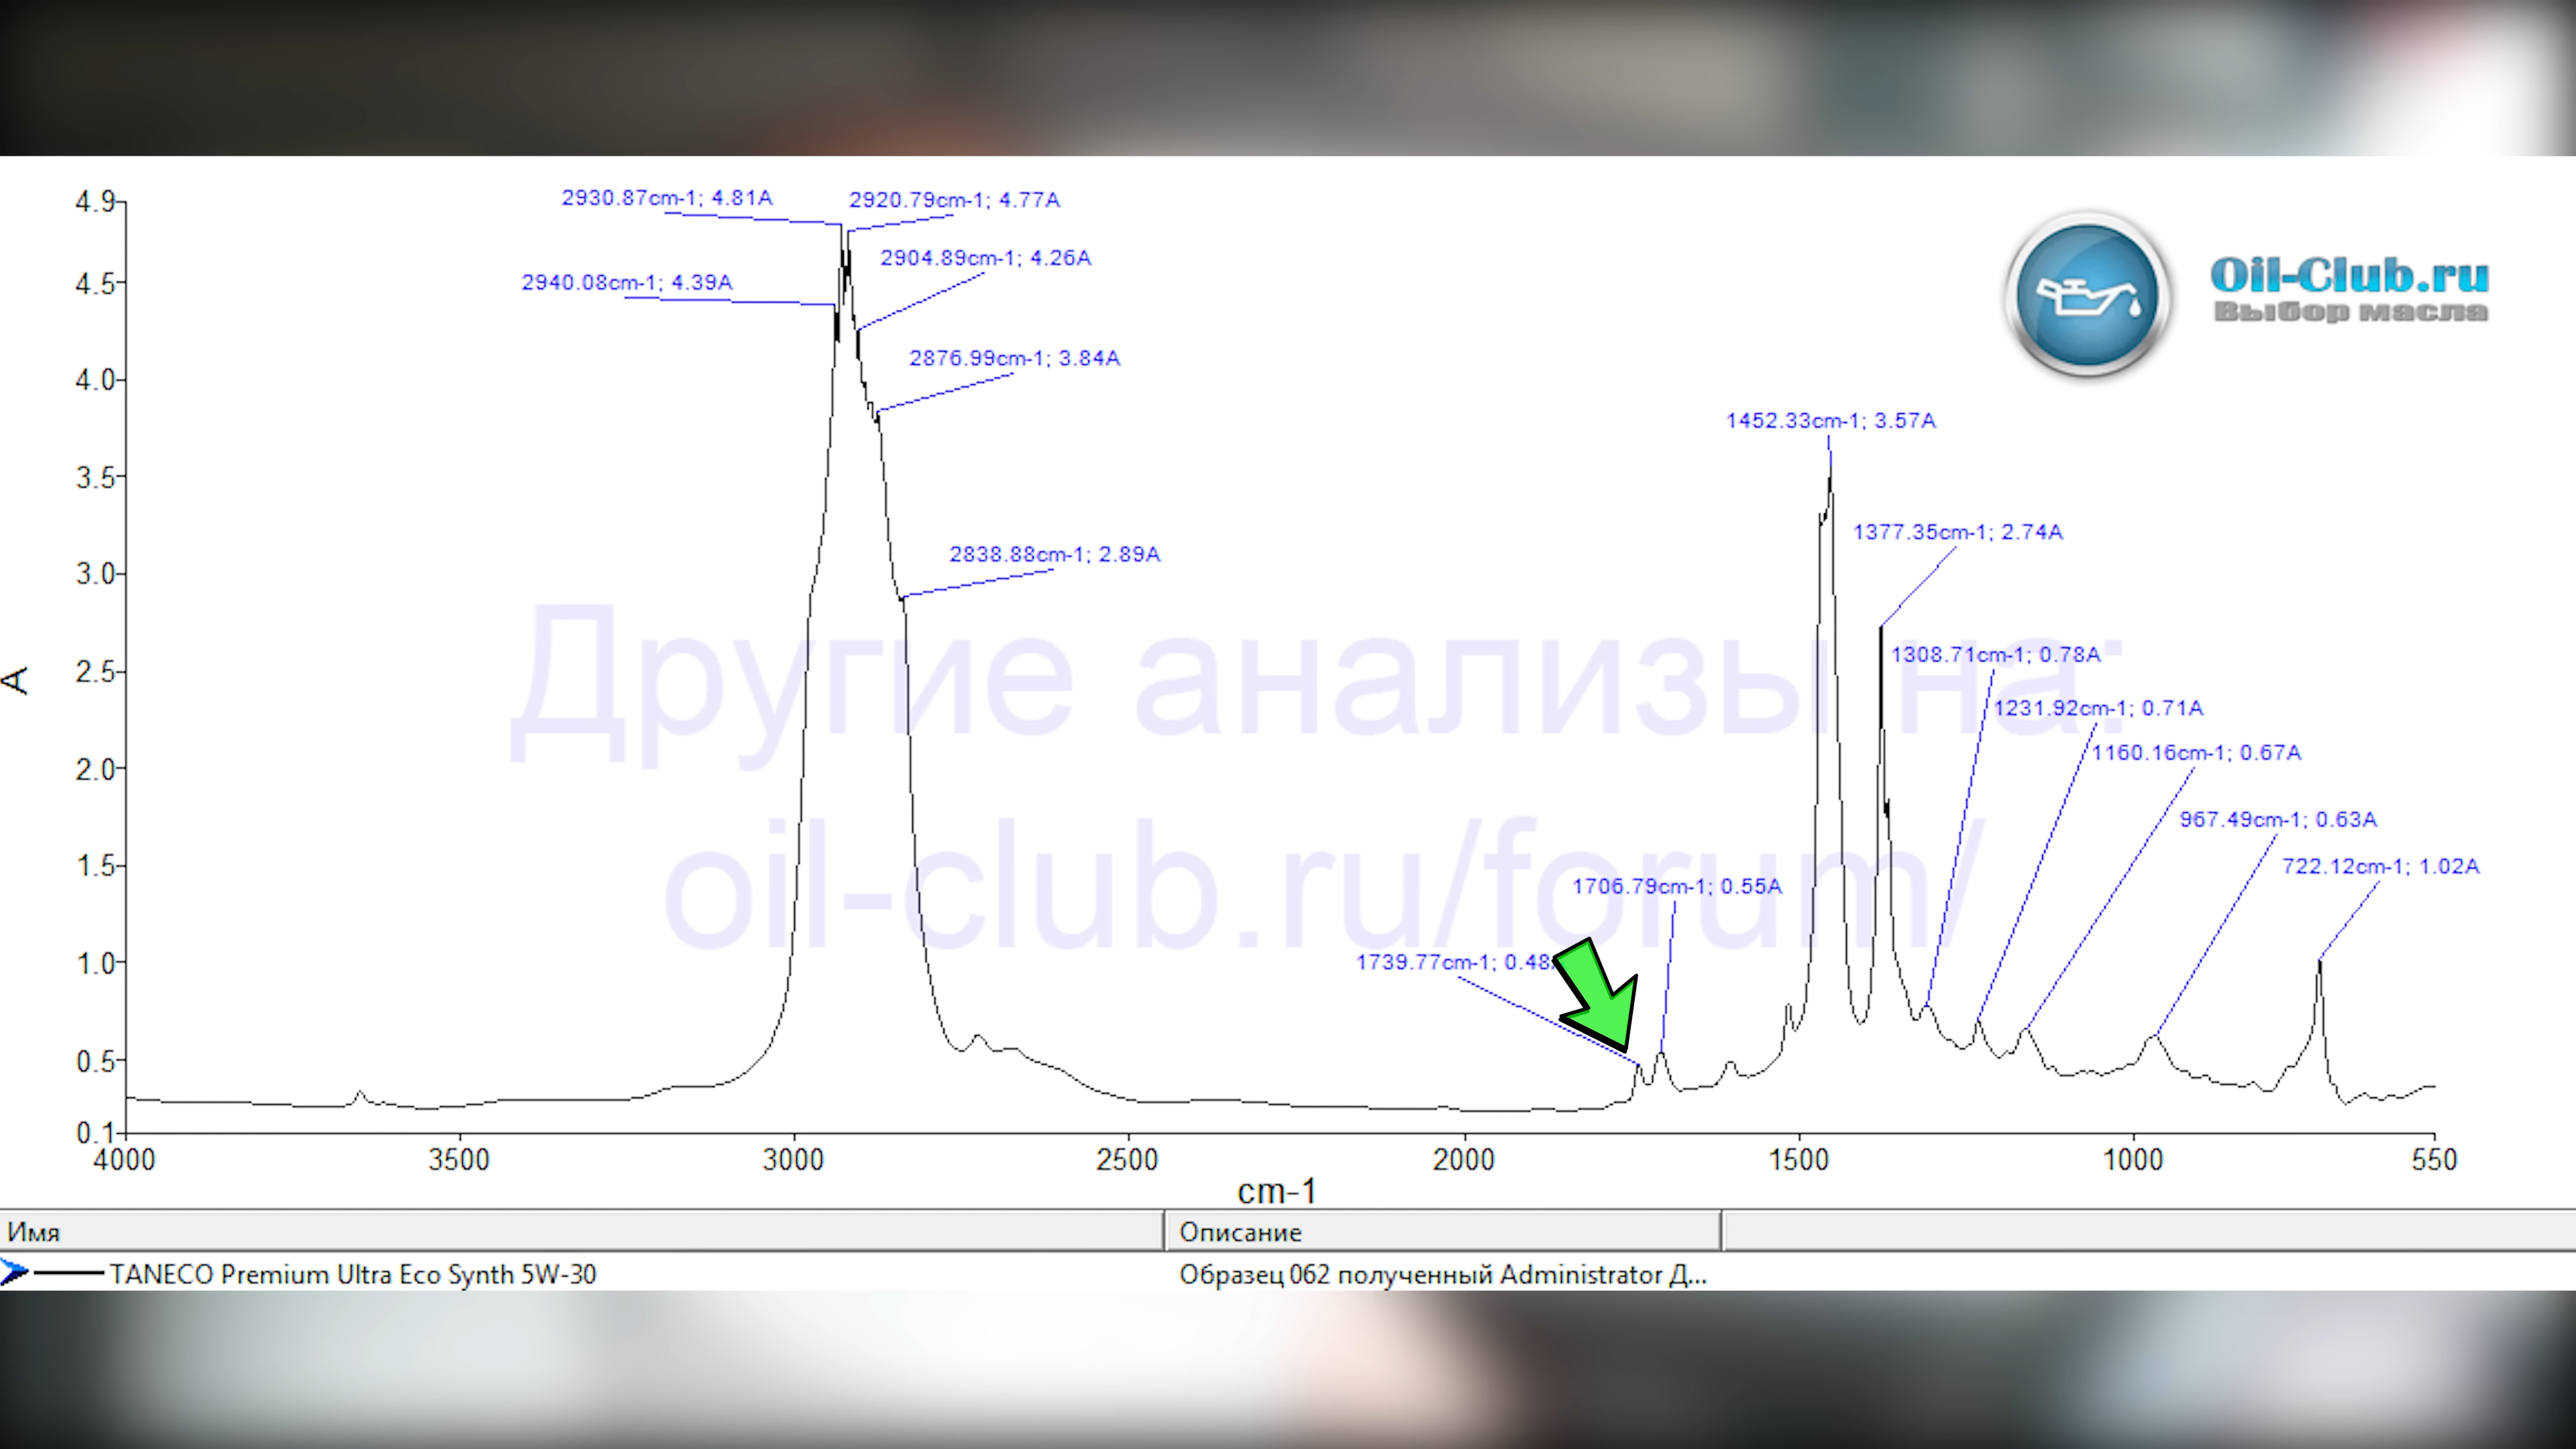 4.9
2930.87cm-1; 4.81A
2920.79cm-1; 4.77A
2904.89cm-1; 4.26A
2940.08cm-1; 4.39A
4.5
Oil-Club.ru
Выбор масла
2876.99cm-1; 3.84A
4.0
1452.33cm-1; 3.57A
3.5
1377.35cm-1; 2.74A
2838.88cm-1; 2.89A
3.0
Другие анализы на:
1308.71cm-1; 0.78A
2.5
A
1231.92cm-1; 0.71A
1160.16cm-1; 0.67A
2.0
967.49cm-1; 0.63A
oil-club.ru/forum/
1.5
722.12cm-1; 1.02A
1706.79cm-1; 0.55A
1739.77cm-1; 0.48
1.0
0.5
0.1
4000 3500 3000 2500 2000 1500 1000 550
cm-1
Имя Описание
TANECO Premium Ultra Eco Synth 5W-30 Образец 062 полученный Administrator Д...